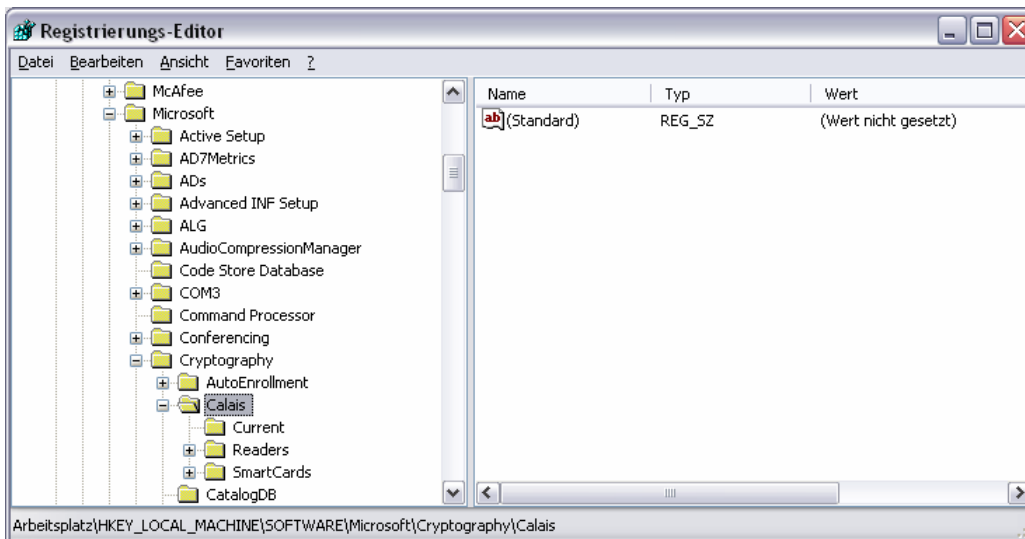 Registrierungs-Editor
Datei Bearbeiten Ansicht Favoriten ?
McAfee
Microsoft
Active Setup
AD7Metrics
ADs
Advanced INF Setup
ALG
AudioCompressionManager
Code Store Database
COM3
Command Processor
Conferencing
Cryptography
AutoEnrollment
Calais
Current
Readers
SmartCards
CatalogDB
Name Typ Wert
ab (Standard) REG_SZ (Wert nicht gesetzt)
Arbeitsplatz\HKEY_LOCAL_MACHINE\SOFTWARE\Microsoft\Cryptography\Calais